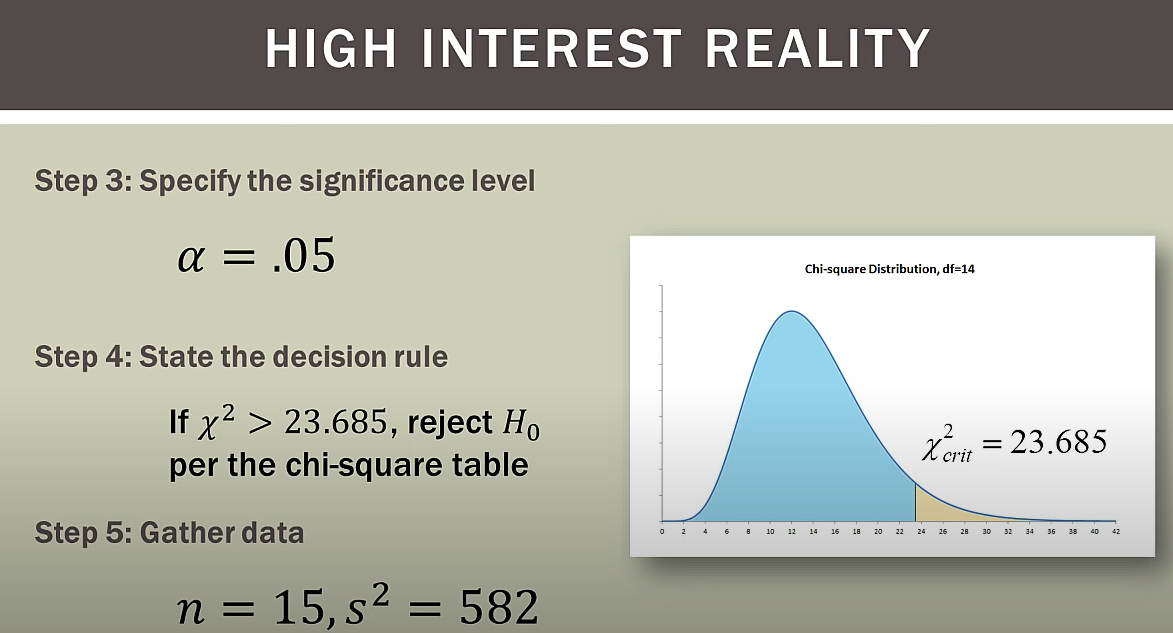 HIGH INTEREST REALITY
Step 3: Specify the significance level
α = .05
Step 4: State the decision rule
If χ² > 23.685, reject H₀
per the chi-square table
Step 5: Gather data
n = 15, s² = 582
Chi-square Distribution, df=14
χ²crit = 23.685
0 2 4 6 8 10 12 14 16 18 20 22 24 26 28 30 32 34 36 38 40 42